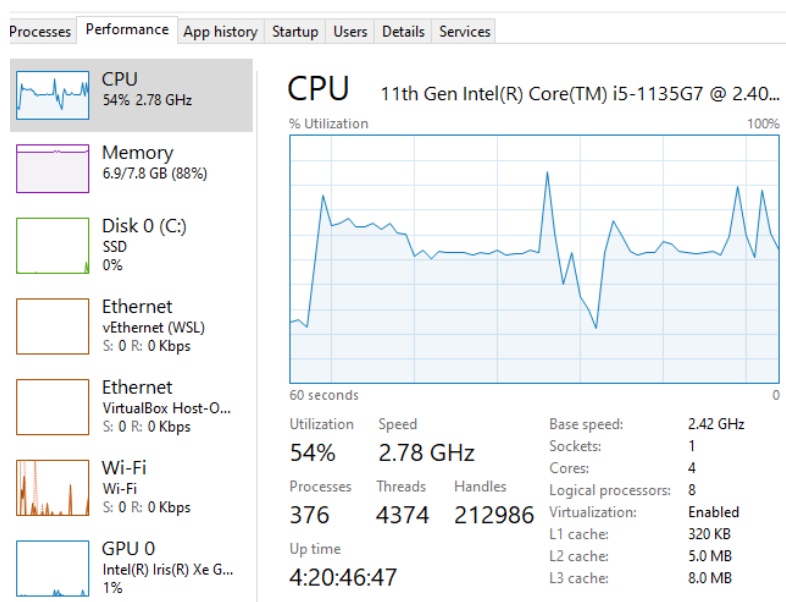 Processes Performance App history Startup Users Details Services
CPU
54% 2.78 GHz
Memory
6.9/7.8 GB (88%)
Disk 0 (C:)
SSD
0%
Ethernet
vEthernet (WSL)
S: 0 R: 0 Kbps
Ethernet
VirtualBox Host-O...
S: 0 R: 0 Kbps
Wi-Fi
Wi-Fi
S: 0 R: 0 Kbps
GPU 0
Intel(R) Iris(R) Xe G...
1%
CPU 11th Gen Intel(R) Core(TM) i5-1135G7 @ 2.40...
% Utilization 100%
60 seconds 0
Utilization Speed
54% 2.78 GHz
Processes Threads Handles
376 4374 212986
Up time
4:20:46:47
Base speed: 2.42 GHz
Sockets: 1
Cores: 4
Logical processors: 8
Virtualization: Enabled
L1 cache: 320 KB
L2 cache: 5.0 MB
L3 cache: 8.0 MB